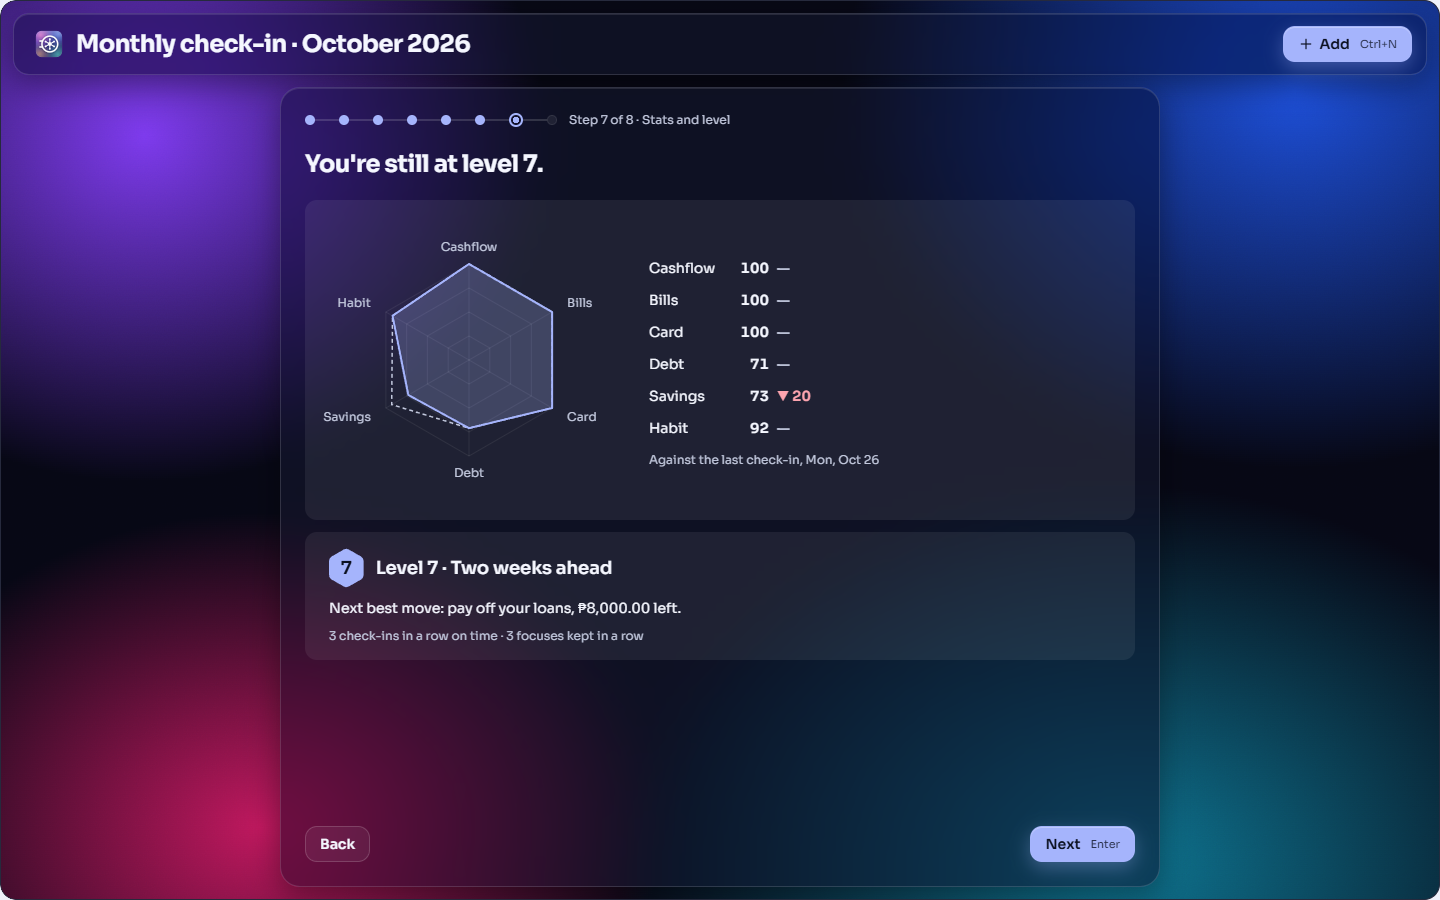 Monthly check-in · October 2026
+ Add Ctrl+N
Step 7 of 8 · Stats and level
You're still at level 7.
Cashflow
Habit
Bills
Savings
Card
Debt
Cashflow 100 —
Bills 100 —
Card 100 —
Debt 71 —
Savings 73 ▼ 20
Habit 92 —
Against the last check-in, Mon, Oct 26
7 Level 7 · Two weeks ahead
Next best move: pay off your loans, ₱8,000.00 left.
3 check-ins in a row on time · 3 focuses kept in a row
Back
Next Enter